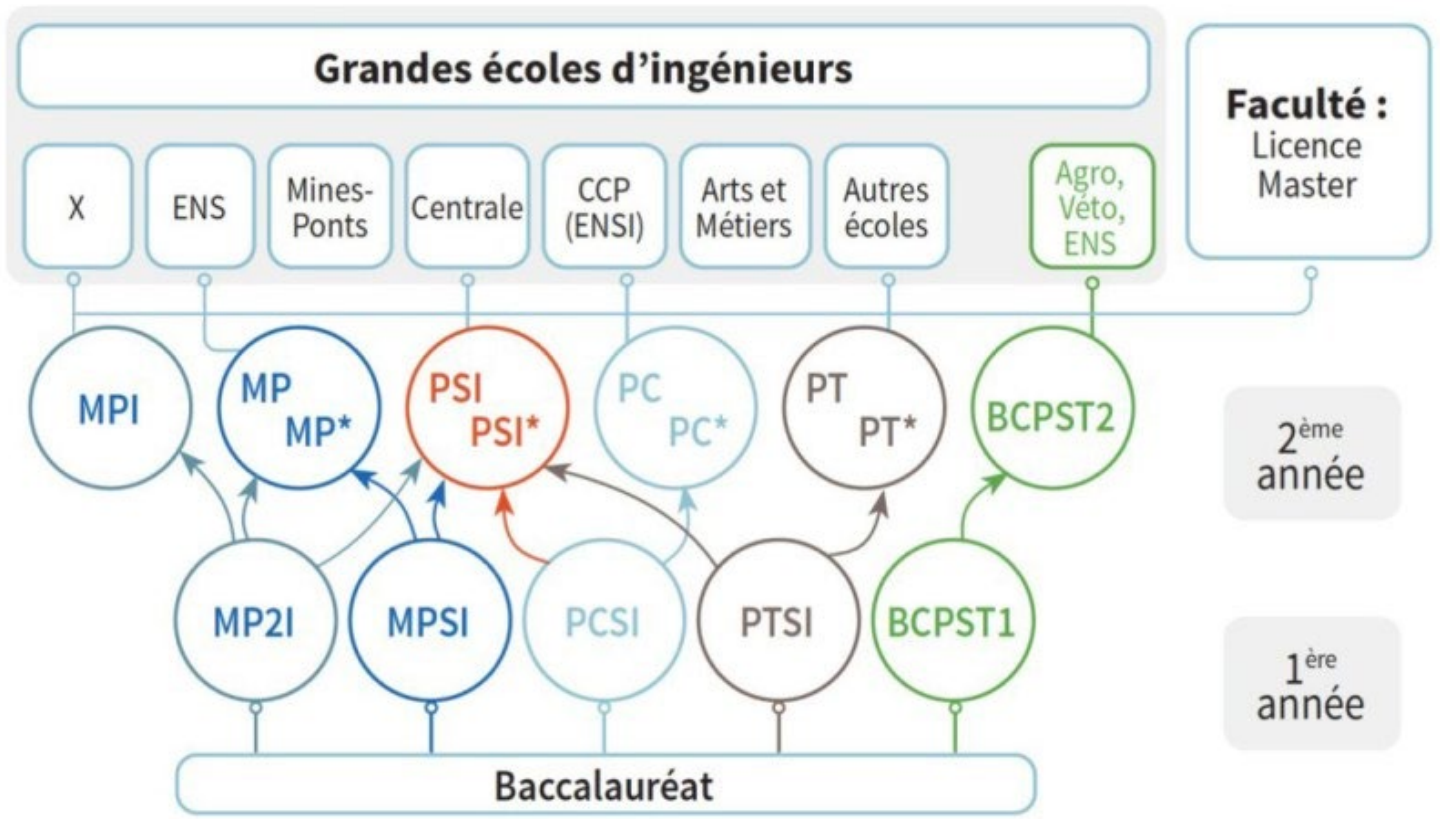 Grandes écoles d’ingénieurs
Faculté :
Licence
Master
X
ENS
Mines-
Ponts
Centrale
CCP
(ENSI)
Arts et
Métiers
Autres
écoles
Agro,
Véto,
ENS
MPI
MP
MP*
PSI
PSI*
PC
PC*
PT
PT*
BCPST2
2ème
année
MP2I
MPSI
PCSI
PTSI
BCPST1
1ère
année
Baccalauréat